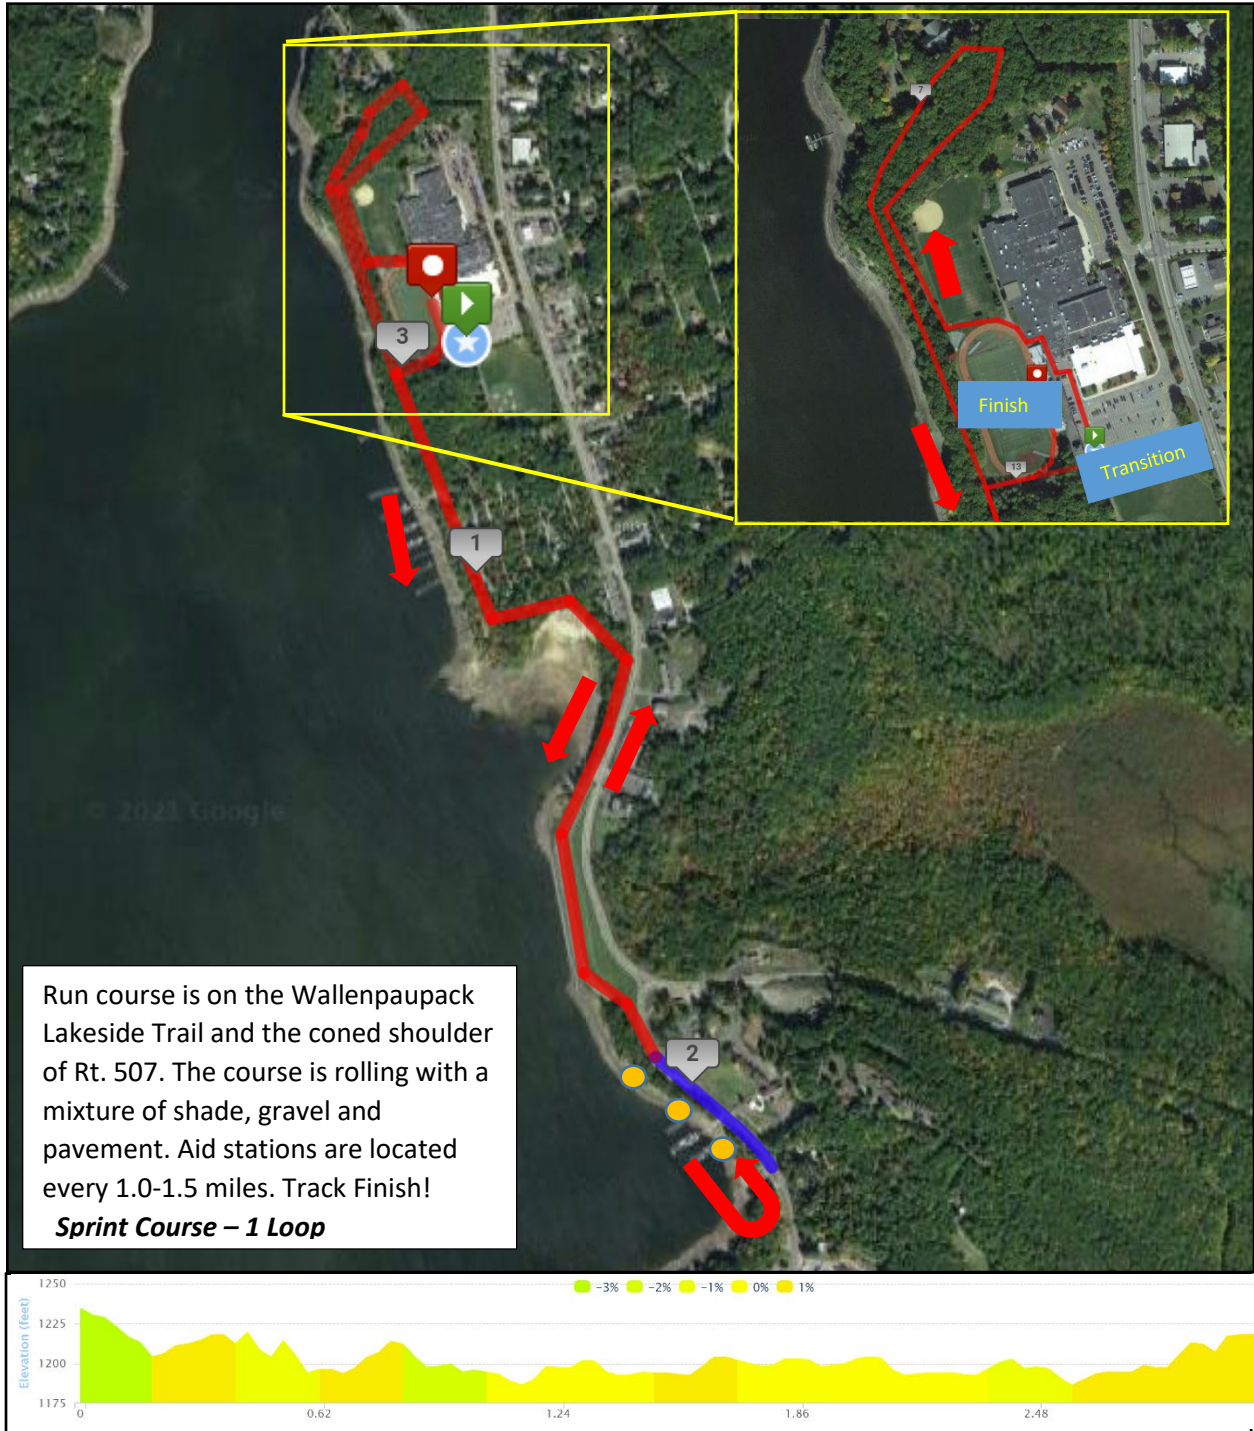 7
Finish
13
Transition
3
1
© 2021 Google
2
Run course is on the Wallenpaupack
Lakeside Trail and the coned shoulder
of Rt. 507. The course is rolling with a
mixture of shade, gravel and
pavement. Aid stations are located
every 1.0-1.5 miles. Track Finish!
Sprint Course – 1 Loop
-3% -2% -1% 0% 1%
Elevation (feet)
1250
1225
1200
1175
0 0.62 1.24 1.86 2.48